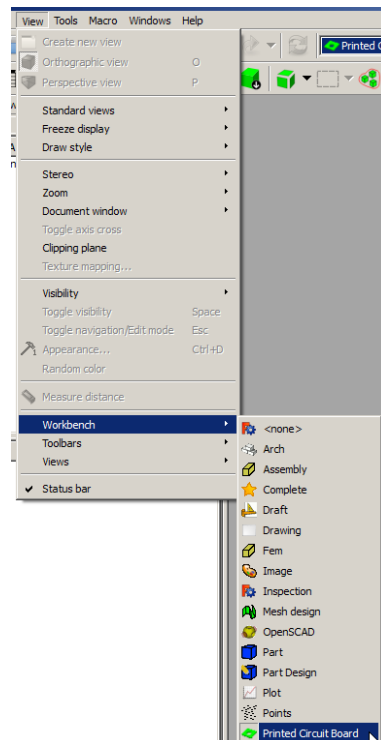 View Tools Macro Windows Help
Create new view
Orthographic view O
Perspective view P
Printed C
Standard views
Freeze display
Draw style
Stereo
Zoom
Document window
Toggle axis cross
Clipping plane
Texture mapping...
Visibility
Toggle visibility Space
Toggle navigation/Edit mode Esc
Appearance... Ctrl+D
Random color
Measure distance
Workbench
Toolbars
Views
Status bar
<none>
Arch
Assembly
Complete
Draft
Drawing
Fem
Image
Inspection
Mesh design
OpenSCAD
Part
Part Design
Plot
Points
Printed Circuit Board